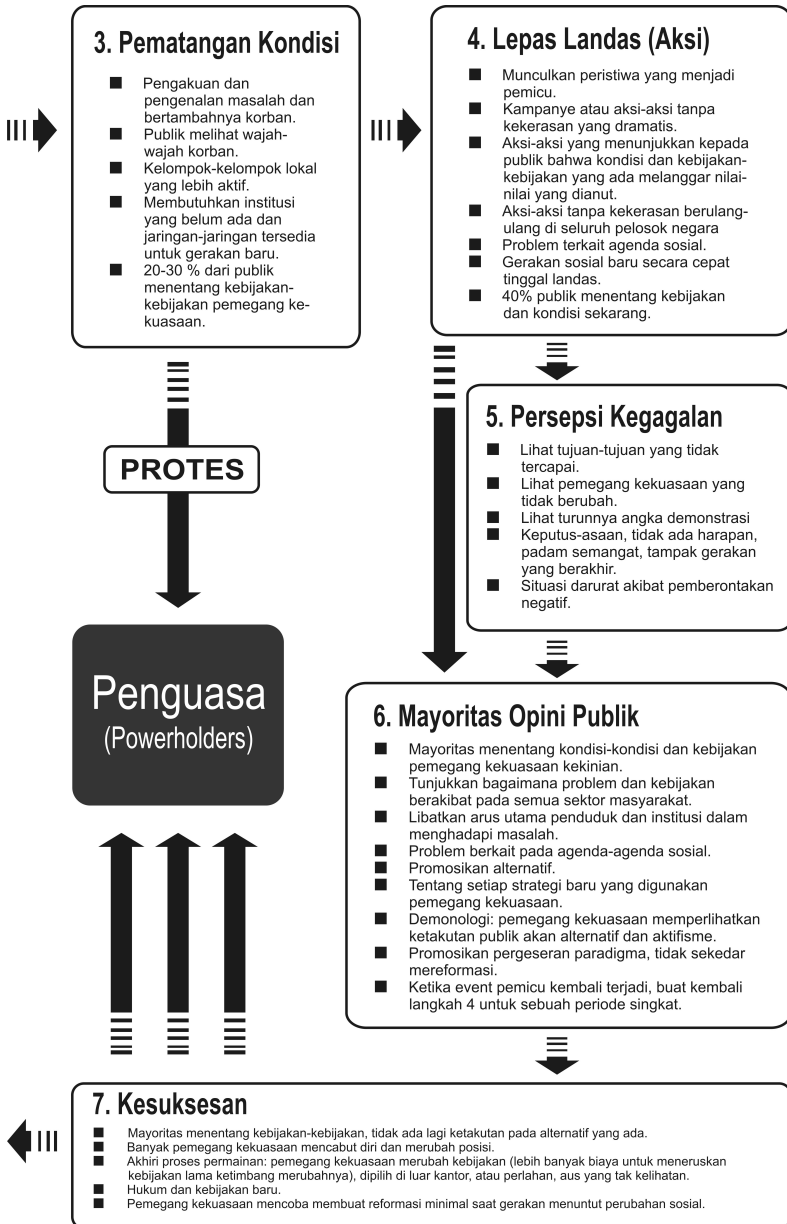 3. Pematangan Kondisi
■ Pengakuan dan
pengenalan masalah dan
bertambahnya korban.
■ Publik melihat wajah-
wajah korban.
■ Kelompok-kelompok lokal
yang lebih aktif.
■ Membutuhkan institusi
yang belum ada dan
jaringan-jaringan tersedia
untuk gerakan baru.
■ 20-30 % dari publik
menentang kebijakan-
kebijakan pemegang ke-
kuasaan.
4. Lepas Landas (Aksi)
■ Munculkan peristiwa yang menjadi
pemicu.
■ Kampanye atau aksi-aksi tanpa
kekerasan yang dramatis.
■ Aksi-aksi yang menunjukkan kepada
publik bahwa kondisi dan kebijakan-
kebijakan yang ada melanggar nilai-
nilai yang dianut.
■ Aksi-aksi tanpa kekerasan berulang-
ulang di seluruh pelosok negara
■ Problem terkait agenda sosial.
■ Gerakan sosial baru secara cepat
tinggal landas.
■ 40% publik menentang kebijakan
dan kondisi sekarang.
PROTES
5. Persepsi Kegagalan
■ Lihat tujuan-tujuan yang tidak
tercapai.
■ Lihat pemegang kekuasaan yang
tidak berubah.
■ Lihat turunnya angka demonstrasi
■ Keputus-asaan, tidak ada harapan,
padam semangat, tampak gerakan
yang berakhir.
■ Situasi darurat akibat pemberontakan
negatif.
Penguasa
(Powerholders)
6. Mayoritas Opini Publik
■ Mayoritas menentang kondisi-kondisi dan kebijakan
pemegang kekuasaan kekinian.
■ Tunjukkan bagaimana problem dan kebijakan
berakibat pada semua sektor masyarakat.
■ Libatkan arus utama penduduk dan institusi dalam
menghadapi masalah.
■ Problem berkait pada agenda-agenda sosial.
■ Promosikan alternatif.
■ Tentang setiap strategi baru yang digunakan
pemegang kekuasaan.
■ Demonologi: pemegang kekuasaan memperlihatkan
ketakutan publik akan alternatif dan aktifisme.
■ Promosikan pergeseran paradigma, tidak sekedar
mereformasi.
■ Ketika event pemicu kembali terjadi, buat kembali
langkah 4 untuk sebuah periode singkat.
7. Kesuksesan
■ Mayoritas menentang kebijakan-kebijakan, tidak ada lagi ketakutan pada alternatif yang ada.
■ Banyak pemegang kekuasaan mencabut diri dan merubah posisi.
■ Akhiri proses permainan: pemegang kekuasaan merubah kebijakan (lebih banyak biaya untuk meneruskan
kebijakan lama ketimbang merubahnya), dipilih di luar kantor, atau perlahan, aus yang tak kelihatan.
■ Hukum dan kebijakan baru.
■ Pemegang kekuasaan mencoba membuat reformasi minimal saat gerakan menuntut perubahan sosial.